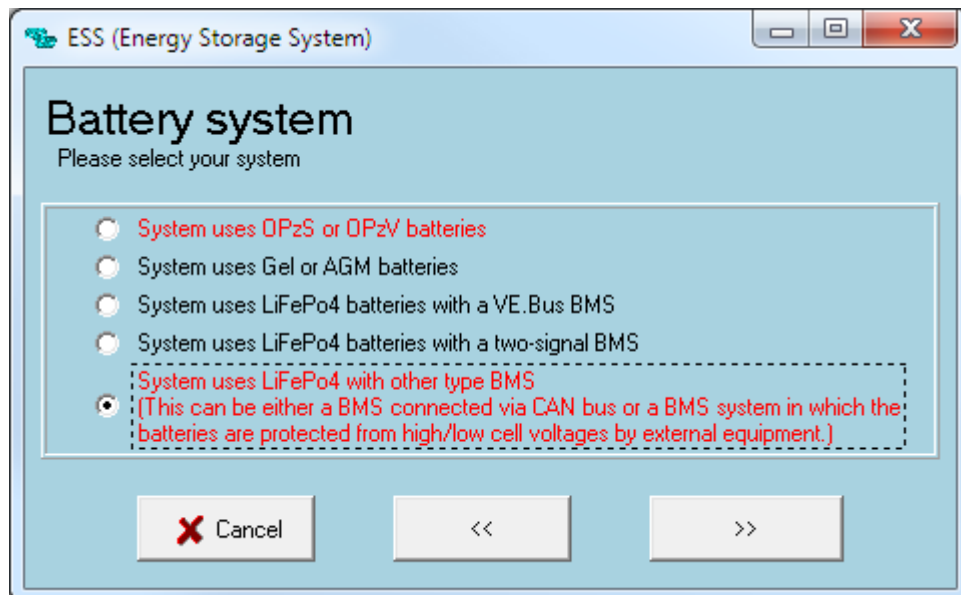 ESS (Energy Storage System)
Battery system
Please select your system
System uses OPzS or OPzV batteries
System uses Gel or AGM batteries
System uses LiFePo4 batteries with a VE.Bus BMS
System uses LiFePo4 batteries with a two-signal BMS
System uses LiFePo4 with other type BMS
(This can be either a BMS connected via CAN bus or a BMS system in which the
batteries are protected from high/low cell voltages by external equipment.)
Cancel
<<
>>